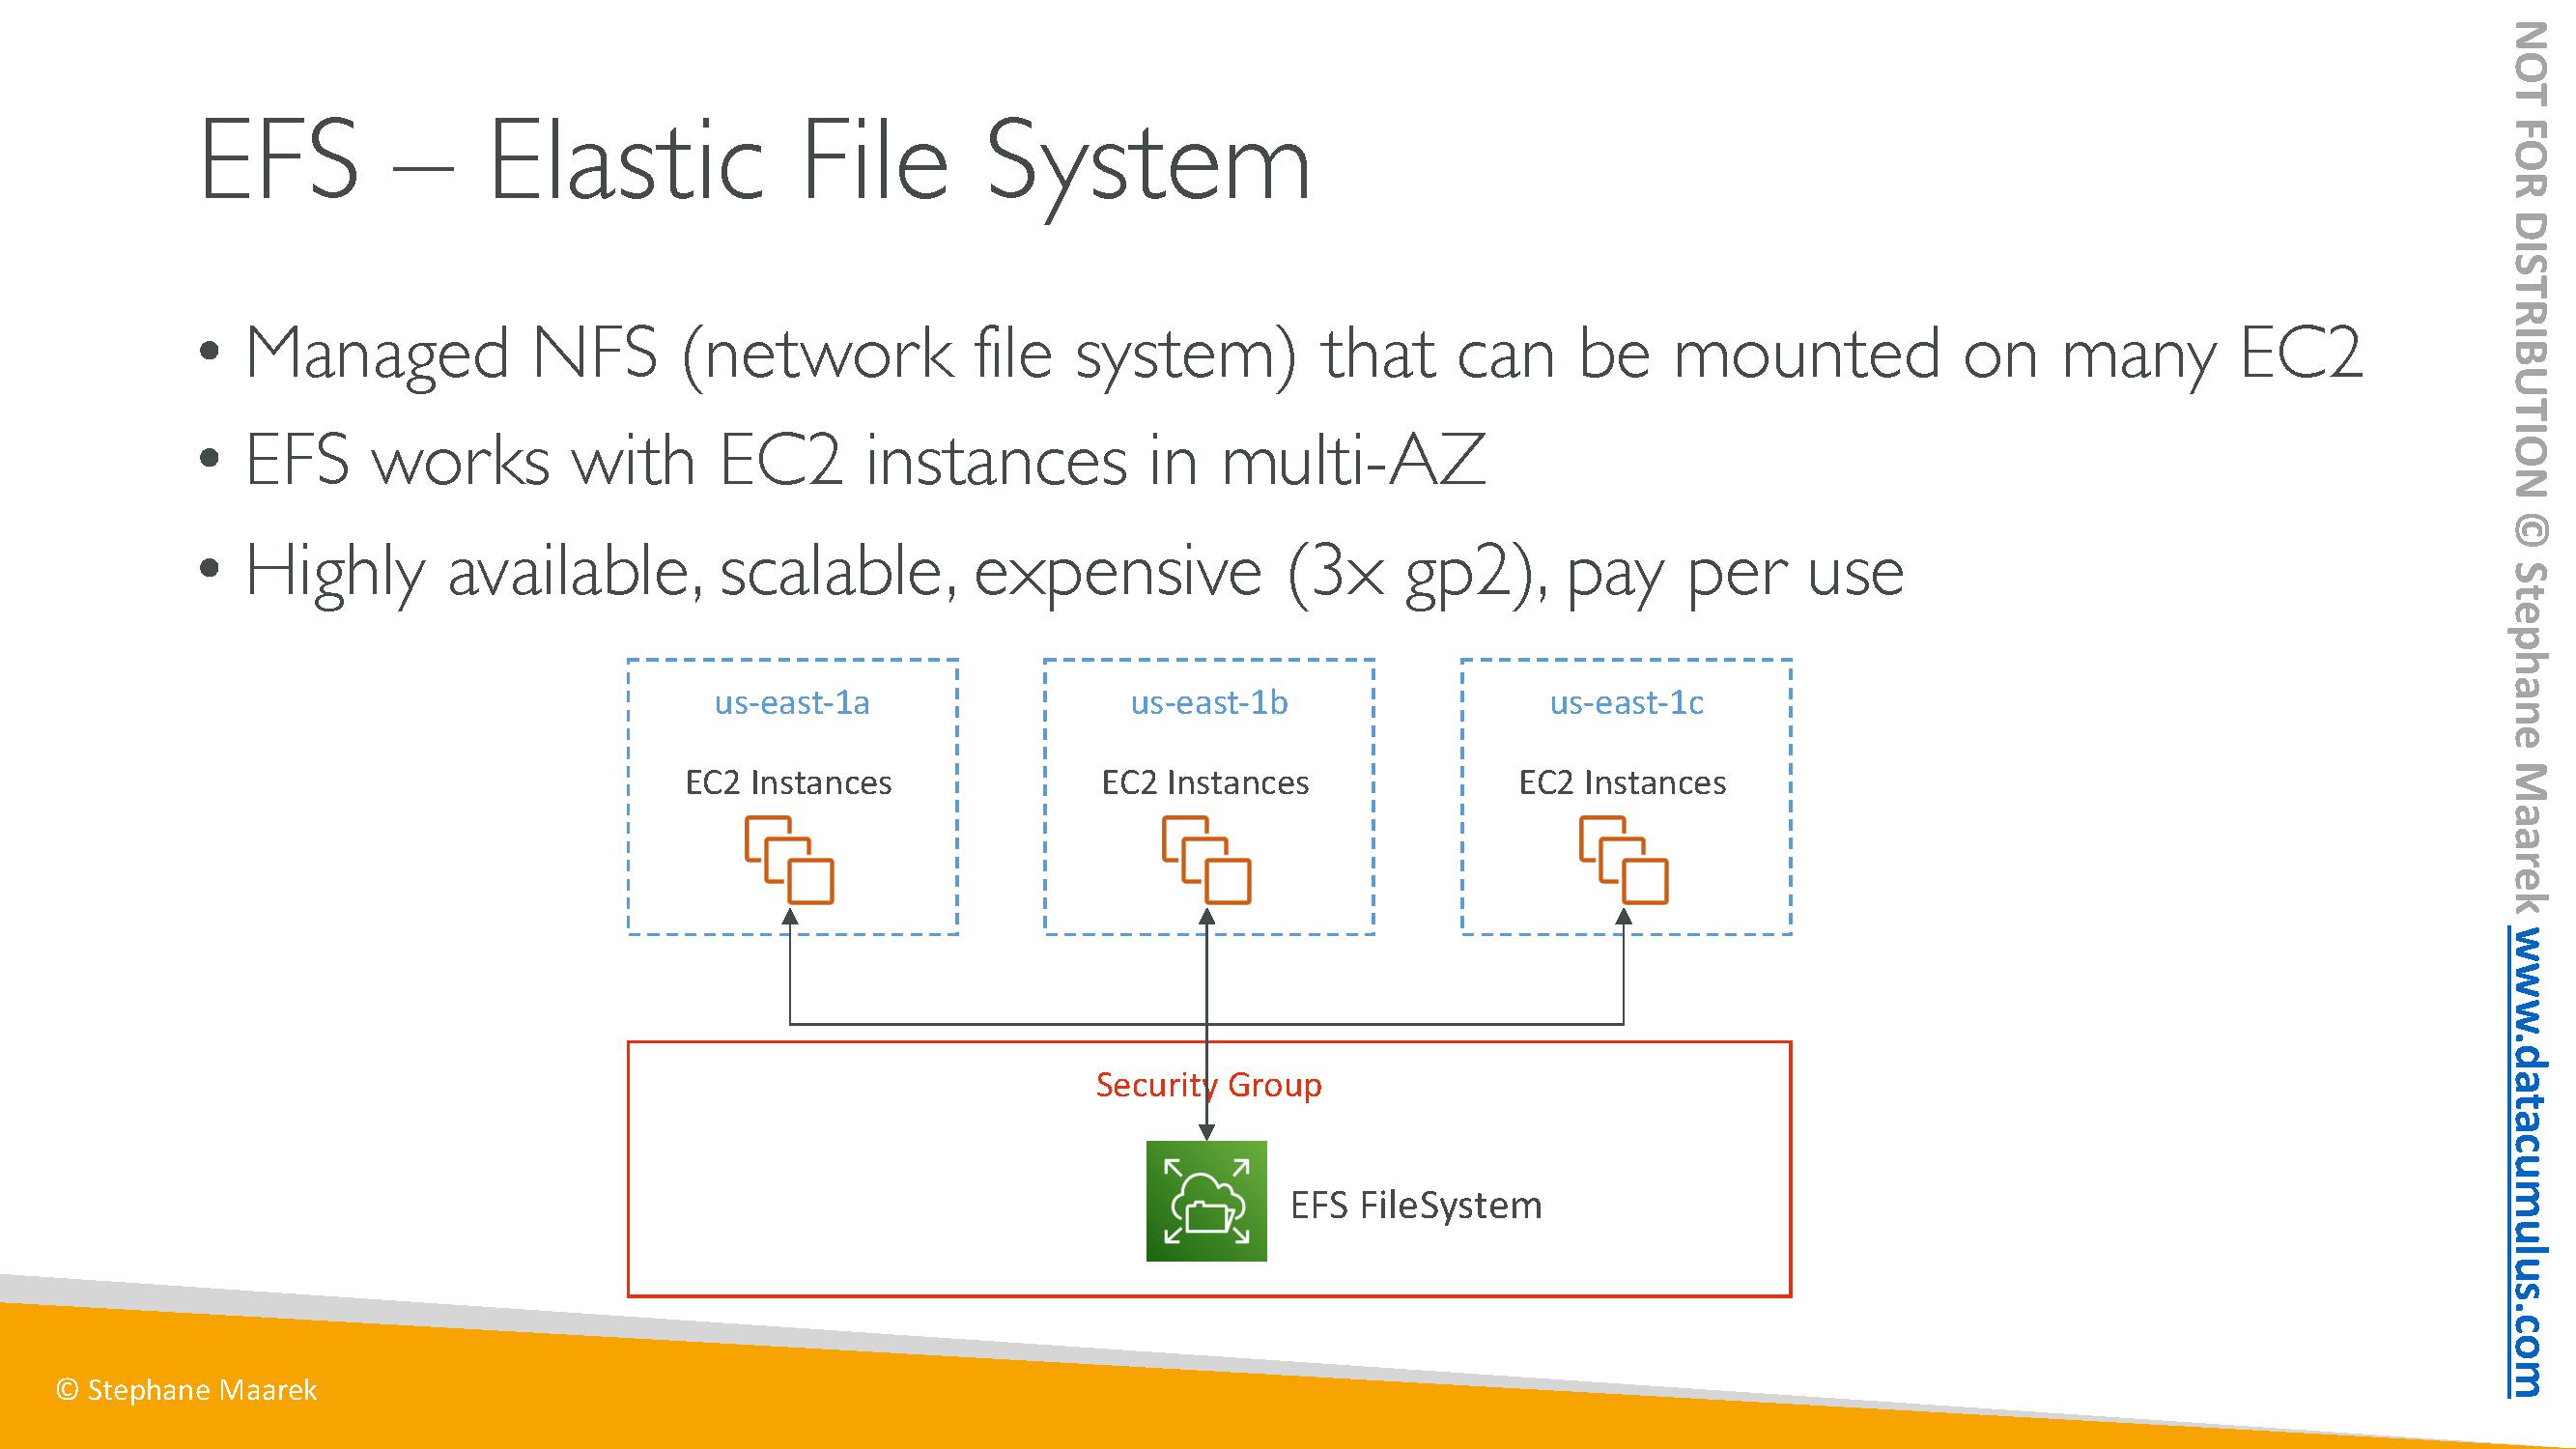 EFS – Elastic File System
• Managed NFS (network file system) that can be mounted on many EC2
• EFS works with EC2 instances in multi-AZ
• Highly available, scalable, expensive (3x gp2), pay per use
us-east-1a
us-east-1b
us-east-1c
EC2 Instances
EC2 Instances
EC2 Instances
Security Group
EFS FileSystem
© Stephane Maarek
NOT FOR DISTRIBUTION © Stephane Maarek www.datacumulus.com